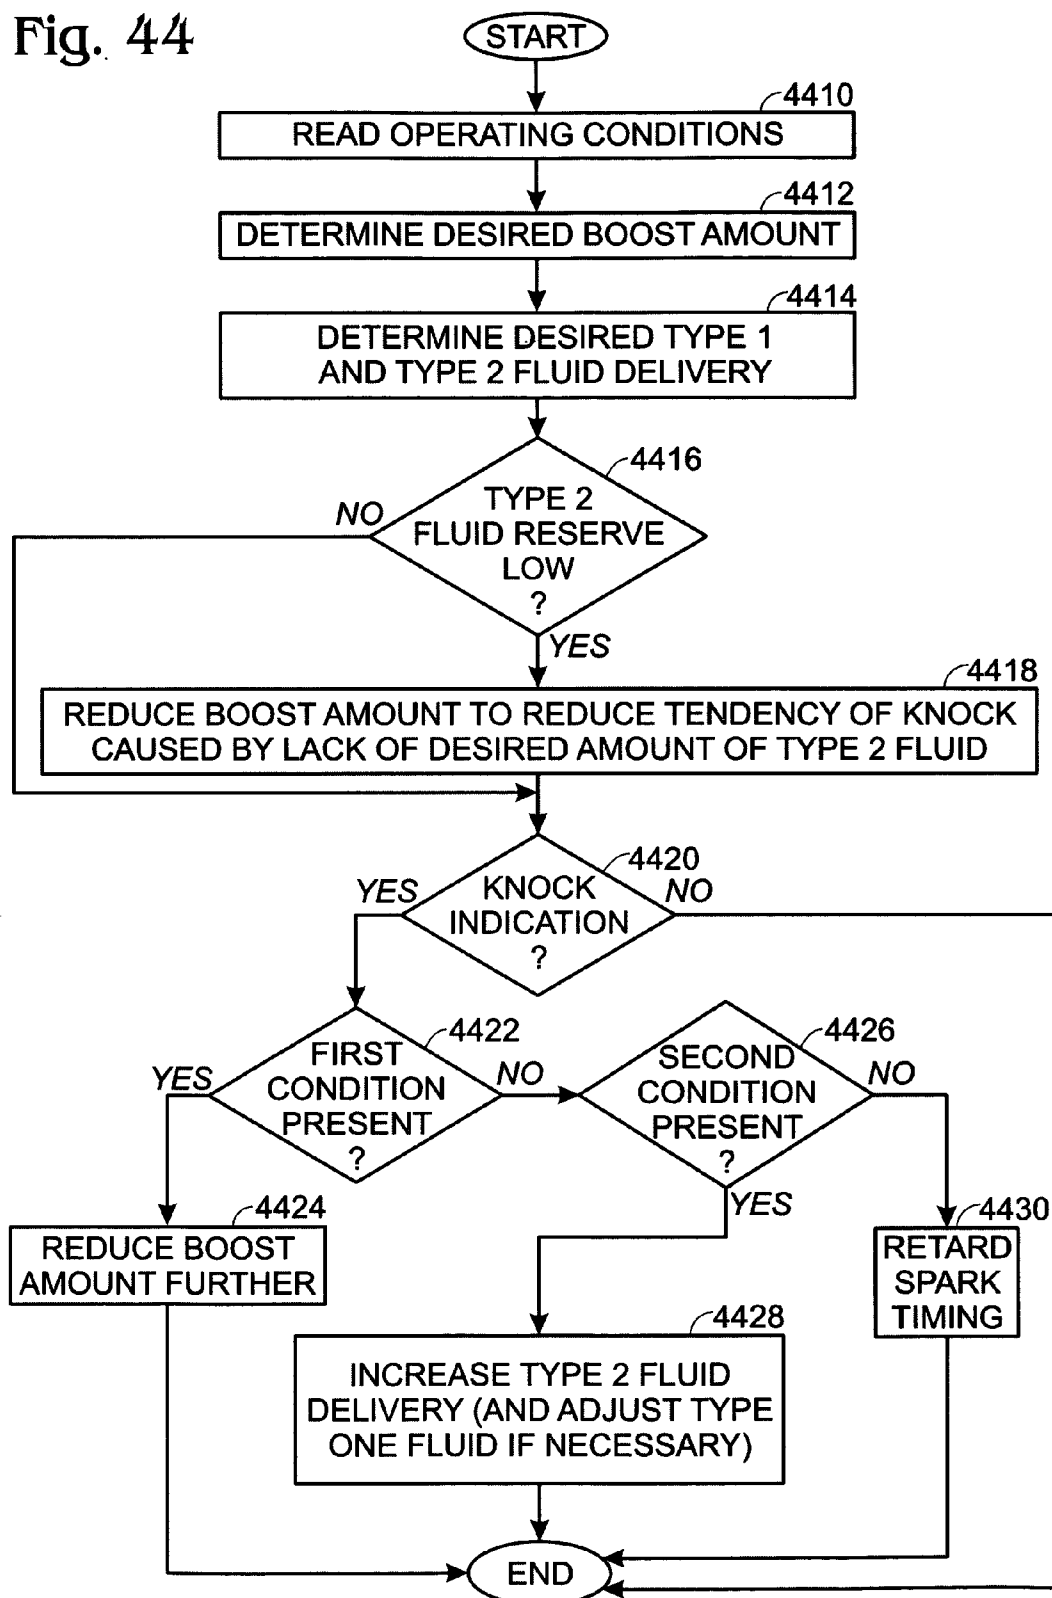 Fig. 44
START
4410
READ OPERATING CONDITIONS
4412
DETERMINE DESIRED BOOST AMOUNT
4414
DETERMINE DESIRED TYPE 1
AND TYPE 2 FLUID DELIVERY
4416
TYPE 2
FLUID RESERVE
LOW
?
NO
YES
4418
REDUCE BOOST AMOUNT TO REDUCE TENDENCY OF KNOCK
CAUSED BY LACK OF DESIRED AMOUNT OF TYPE 2 FLUID
4420
YES
KNOCK
INDICATION
?
NO
4422
YES
FIRST
CONDITION
PRESENT
?
NO
4426
SECOND
CONDITION
PRESENT
?
NO
YES
4424
REDUCE BOOST
AMOUNT FURTHER
4430
RETARD
SPARK
TIMING
4428
INCREASE TYPE 2 FLUID
DELIVERY (AND ADJUST TYPE
ONE FLUID IF NECESSARY)
END